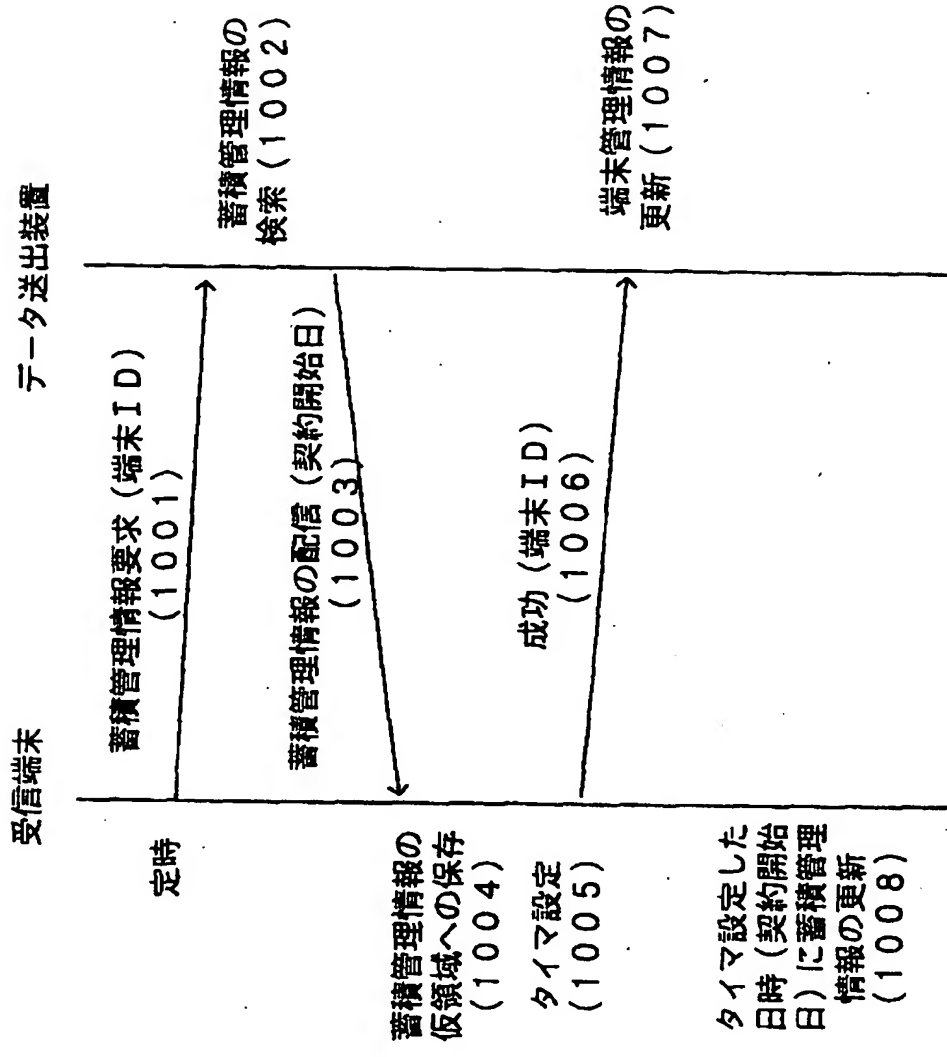 受信端末
データ送出装置
定時
蓄積管理情報要求(端末ID)
(1001)
蓄積管理情報の
検索(1002)
蓄積管理情報の配信(契約開始日)
(1003)
蓄積管理情報の
仮領域への保存
(1004)
タイマ設定
(1005)
成功(端末ID)
(1006)
端末管理情報の
更新(1007)
タイマ設定した
日時(契約開始
日)に蓄積管理
情報の更新
(1008)